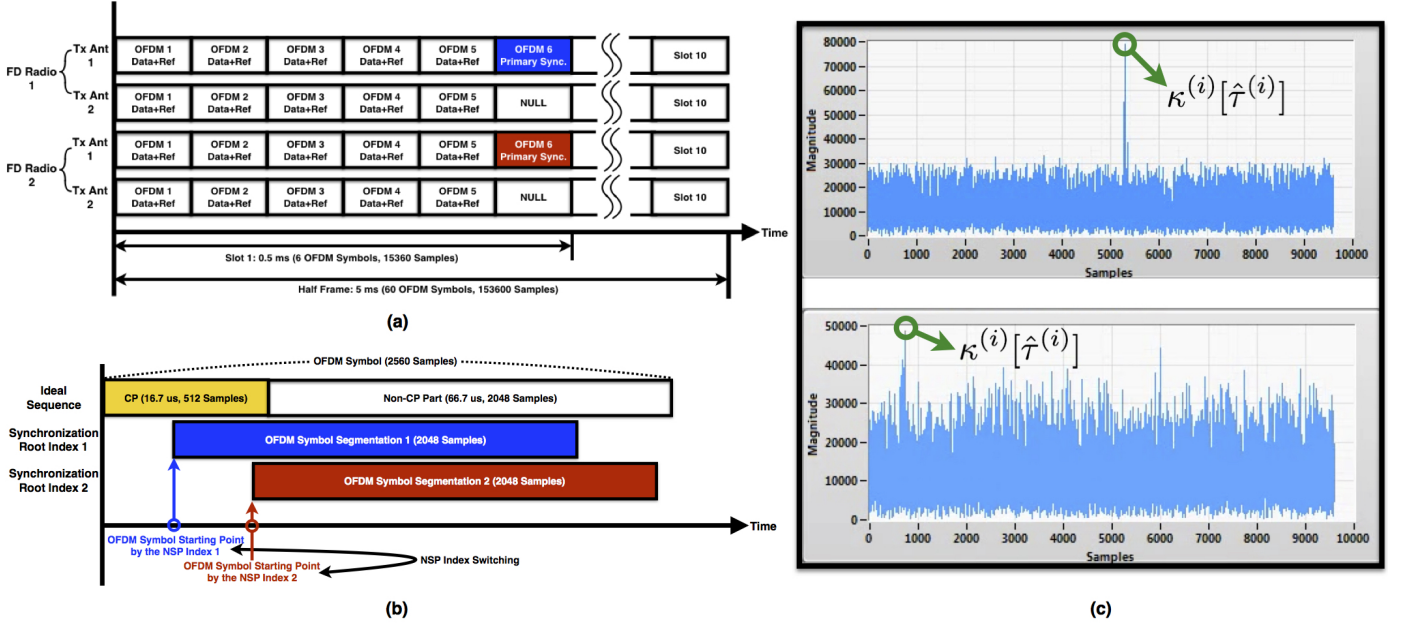 FD Radio
1
Tx Ant
1
OFDM 1
Data+Ref
OFDM 2
Data+Ref
OFDM 3
Data+Ref
OFDM 4
Data+Ref
OFDM 5
Data+Ref
OFDM 6
Primary Sync.
Slot 10
Tx Ant
2
OFDM 1
Data+Ref
OFDM 2
Data+Ref
OFDM 3
Data+Ref
OFDM 4
Data+Ref
OFDM 5
Data+Ref
NULL
Slot 10
FD Radio
2
Tx Ant
1
OFDM 1
Data+Ref
OFDM 2
Data+Ref
OFDM 3
Data+Ref
OFDM 4
Data+Ref
OFDM 5
Data+Ref
OFDM 6
Primary Sync.
Slot 10
Tx Ant
2
OFDM 1
Data+Ref
OFDM 2
Data+Ref
OFDM 3
Data+Ref
OFDM 4
Data+Ref
OFDM 5
Data+Ref
NULL
Slot 10
Time
Slot 1: 0.5 ms (6 OFDM Symbols, 15360 Samples)
Half Frame: 5 ms (60 OFDM Symbols, 153600 Samples)
(a)
OFDM Symbol (2560 Samples)
Ideal
Sequence
CP (16.7 us, 512 Samples)
Non-CP Part (66.7 us, 2048 Samples)
Synchronization
Root Index 1
OFDM Symbol Segmentation 1 (2048 Samples)
Synchronization
Root Index 2
OFDM Symbol Segmentation 2 (2048 Samples)
Time
OFDM Symbol Starting Point
by the NSP Index 1
OFDM Symbol Starting Point
by the NSP Index 2
NSP Index Switching
(b)
Magnitude
80000
70000
60000
50000
40000
30000
20000
10000
0
κ^(i)[τ̂^(i)]
0 1000 2000 3000 4000 5000 6000 7000 8000 9000 10000
Samples
Magnitude
50000
40000
30000
20000
10000
0
κ^(i)[τ̂^(i)]
0 1000 2000 3000 4000 5000 6000 7000 8000 9000 10000
Samples
(c)